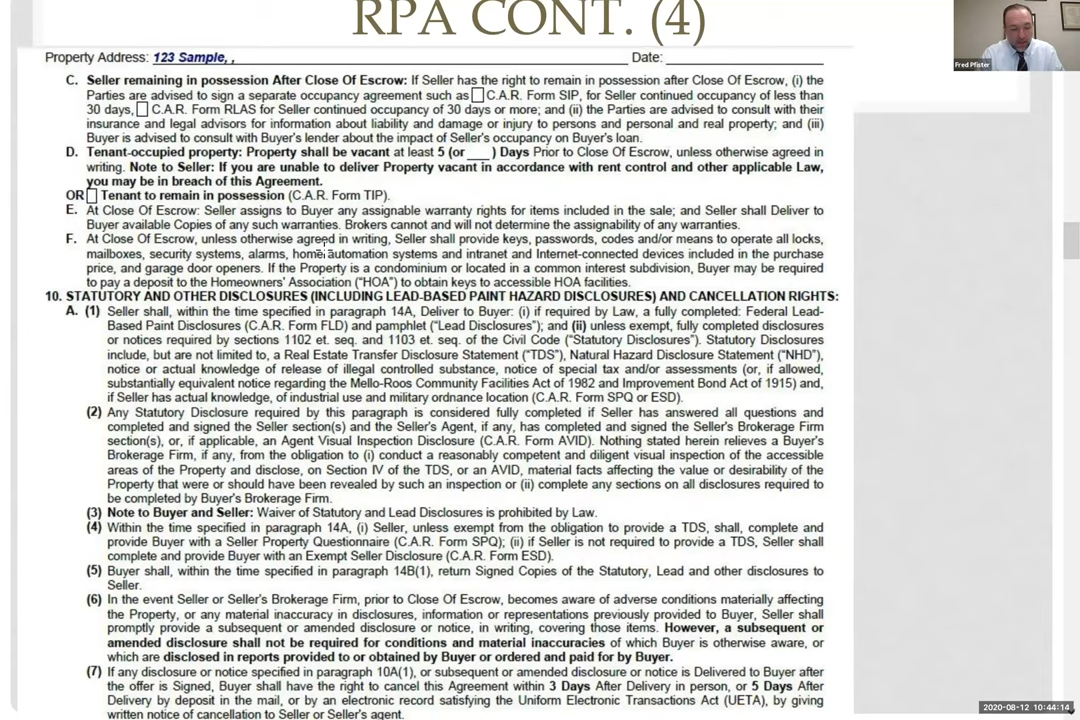 RPA CONT. (4)
Fred Pfister
Property Address: 123 Sample, , Date:
C. Seller remaining in possession After Close Of Escrow: If Seller has the right to remain in possession after Close Of Escrow, (i) the
Parties are advised to sign a separate occupancy agreement such as C.A.R. Form SIP, for Seller continued occupancy of less than
30 days, C.A.R. Form RLAS for Seller continued occupancy of 30 days or more; and (ii) the Parties are advised to consult with their
insurance and legal advisors for information about liability and damage or injury to persons and personal and real property; and (iii)
Buyer is advised to consult with Buyer's lender about the impact of Seller's occupancy on Buyer's loan.
D. Tenant-occupied property: Property shall be vacant at least 5 (or ___ ) Days Prior to Close Of Escrow, unless otherwise agreed in
writing. Note to Seller: If you are unable to deliver Property vacant in accordance with rent control and other applicable Law,
you may be in breach of this Agreement.
OR Tenant to remain in possession (C.A.R. Form TIP).
E. At Close Of Escrow: Seller assigns to Buyer any assignable warranty rights for items included in the sale; and Seller shall Deliver to
Buyer available Copies of any such warranties. Brokers cannot and will not determine the assignability of any warranties.
F. At Close Of Escrow, unless otherwise agreed in writing, Seller shall provide keys, passwords, codes and/or means to operate all locks,
mailboxes, security systems, alarms, home automation systems and intranet and Internet-connected devices included in the purchase
price, and garage door openers. If the Property is a condominium or located in a common interest subdivision, Buyer may be required
to pay a deposit to the Homeowners' Association ("HOA") to obtain keys to accessible HOA facilities.
10. STATUTORY AND OTHER DISCLOSURES (INCLUDING LEAD-BASED PAINT HAZARD DISCLOSURES) AND CANCELLATION RIGHTS:
A. (1) Seller shall, within the time specified in paragraph 14A, Deliver to Buyer: (i) if required by Law, a fully completed: Federal Lead-
Based Paint Disclosures (C.A.R. Form FLD) and pamphlet ("Lead Disclosures"); and (ii) unless exempt, fully completed disclosures
or notices required by sections 1102 et. seq. and 1103 et. seq. of the Civil Code ("Statutory Disclosures"). Statutory Disclosures
include, but are not limited to, a Real Estate Transfer Disclosure Statement ("TDS"), Natural Hazard Disclosure Statement ("NHD"),
notice or actual knowledge of release of illegal controlled substance, notice of special tax and/or assessments (or, if allowed,
substantially equivalent notice regarding the Mello-Roos Community Facilities Act of 1982 and Improvement Bond Act of 1915) and,
if Seller has actual knowledge, of industrial use and military ordnance location (C.A.R. Form SPQ or ESD).
(2) Any Statutory Disclosure required by this paragraph is considered fully completed if Seller has answered all questions and
completed and signed the Seller section(s) and the Seller's Agent, if any, has completed and signed the Seller's Brokerage Firm
section(s), or, if applicable, an Agent Visual Inspection Disclosure (C.A.R. Form AVID). Nothing stated herein relieves a Buyer's
Brokerage Firm, if any, from the obligation to (i) conduct a reasonably competent and diligent visual inspection of the accessible
areas of the Property and disclose, on Section IV of the TDS, or an AVID, material facts affecting the value or desirability of the
Property that were or should have been revealed by such an inspection or (ii) complete any sections on all disclosures required to
be completed by Buyer's Brokerage Firm.
(3) Note to Buyer and Seller: Waiver of Statutory and Lead Disclosures is prohibited by Law.
(4) Within the time specified in paragraph 14A, (i) Seller, unless exempt from the obligation to provide a TDS, shall, complete and
provide Buyer with a Seller Property Questionnaire (C.A.R. Form SPQ); (ii) if Seller is not required to provide a TDS, Seller shall
complete and provide Buyer with an Exempt Seller Disclosure (C.A.R. Form ESD).
(5) Buyer shall, within the time specified in paragraph 14B(1), return Signed Copies of the Statutory, Lead and other disclosures to
Seller.
(6) In the event Seller or Seller's Brokerage Firm, prior to Close Of Escrow, becomes aware of adverse conditions materially affecting
the Property, or any material inaccuracy in disclosures, information or representations previously provided to Buyer, Seller shall
promptly provide a subsequent or amended disclosure or notice, in writing, covering those items. However, a subsequent or
amended disclosure shall not be required for conditions and material inaccuracies of which Buyer is otherwise aware, or
which are disclosed in reports provided to or obtained by Buyer or ordered and paid for by Buyer.
(7) If any disclosure or notice specified in paragraph 10A(1), or subsequent or amended disclosure or notice is Delivered to Buyer after
the offer is Signed, Buyer shall have the right to cancel this Agreement within 3 Days After Delivery in person, or 5 Days After
Delivery by deposit in the mail, or by an electronic record satisfying the Uniform Electronic Transactions Act (UETA), by giving
written notice of cancellation to Seller or Seller's agent.
2020-08-12 10:44:14